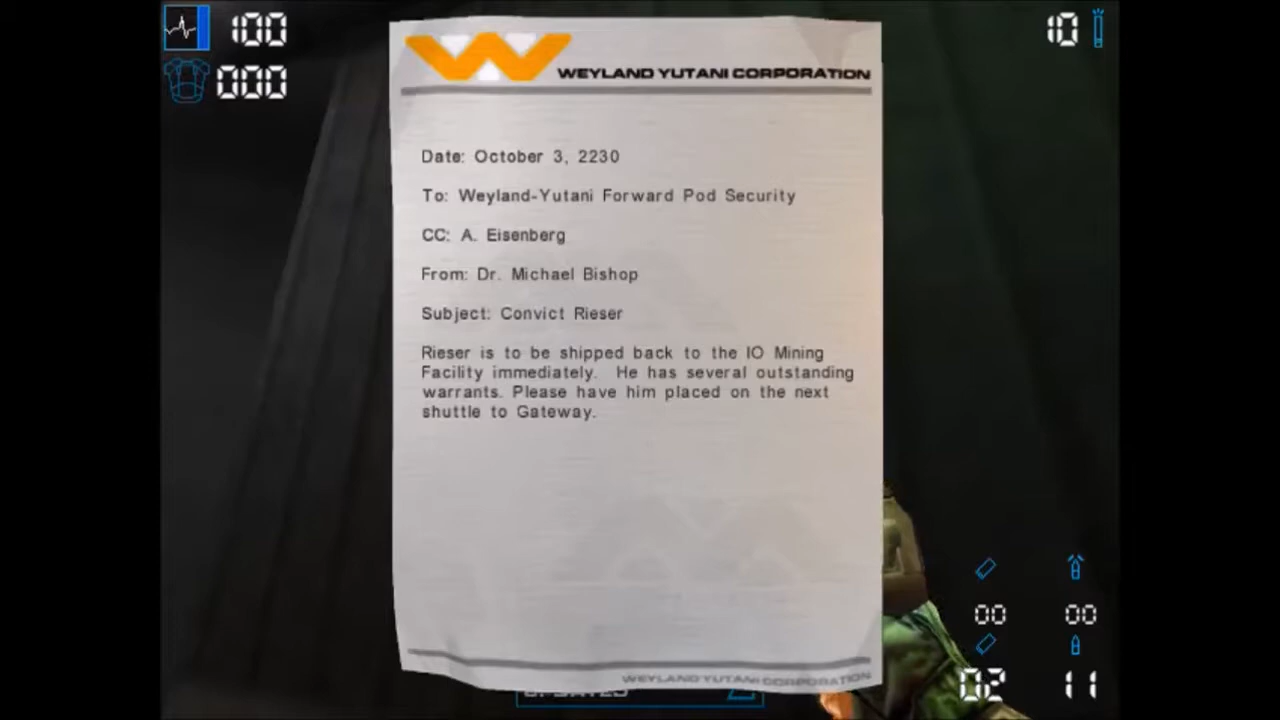 100
10
000
WEYLAND YUTANI CORPORATION
Date: October 3, 2230
To: Weyland-Yutani Forward Pod Security
CC: A. Eisenberg
From: Dr. Michael Bishop
Subject: Convict Rieser
Rieser is to be shipped back to the IO Mining
Facility immediately. He has several outstanding
warrants. Please have him placed on the next
shuttle to Gateway.
00 00
02 11
WEYLAND YUTANI CORPORATION